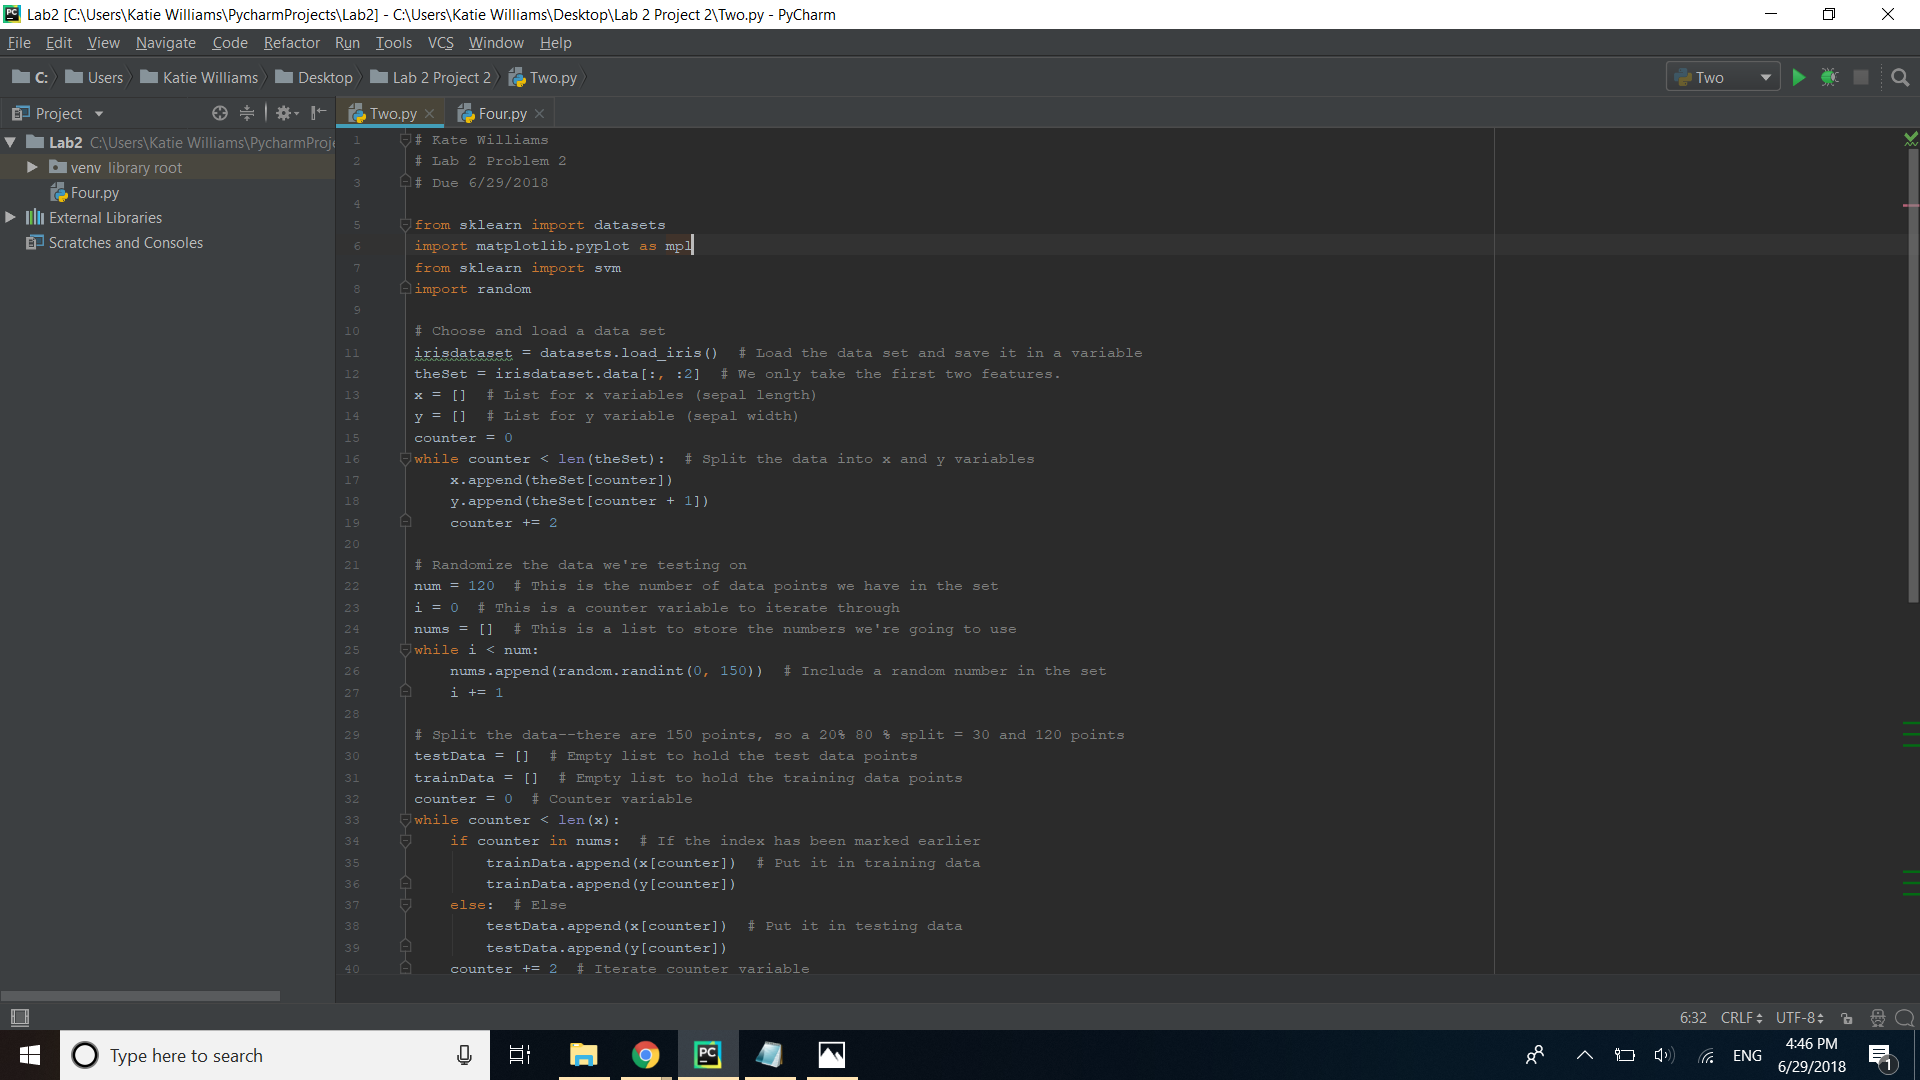 PC Lab2 [C:\Users\Katie Williams\PycharmProjects\Lab2] - C:\Users\Katie Williams\Desktop\Lab 2 Project 2\Two.py - PyCharm
File Edit View Navigate Code Refactor Run Tools VCS Window Help
C: Users Katie Williams Desktop Lab 2 Project 2 Two.py Two
Project Two.py Four.py
Lab2 C:\Users\Katie Williams\PycharmProje
venv library root
Four.py
External Libraries
Scratches and Consoles
1 # Kate Williams
2 # Lab 2 Problem 2
3 # Due 6/29/2018
4
5 from sklearn import datasets
6 import matplotlib.pyplot as mpl
7 from sklearn import svm
8 import random
9
10 # Choose and load a data set
11 irisdataset = datasets.load_iris()  # Load the data set and save it in a variable
12 theSet = irisdataset.data[:, :2]  # We only take the first two features.
13 x = []  # List for x variables (sepal length)
14 y = []  # List for y variable (sepal width)
15 counter = 0
16 while counter < len(theSet):  # Split the data into x and y variables
17     x.append(theSet[counter])
18     y.append(theSet[counter + 1])
19     counter += 2
20
21 # Randomize the data we're testing on
22 num = 120  # This is the number of data points we have in the set
23 i = 0  # This is a counter variable to iterate through
24 nums = []  # This is a list to store the numbers we're going to use
25 while i < num:
26     nums.append(random.randint(0, 150))  # Include a random number in the set
27     i += 1
28
29 # Split the data--there are 150 points, so a 20% 80 % split = 30 and 120 points
30 testData = []  # Empty list to hold the test data points
31 trainData = []  # Empty list to hold the training data points
32 counter = 0  # Counter variable
33 while counter < len(x):
34     if counter in nums:  # If the index has been marked earlier
35         trainData.append(x[counter])  # Put it in training data
36         trainData.append(y[counter])
37     else:  # Else
38         testData.append(x[counter])  # Put it in testing data
39         testData.append(y[counter])
40     counter += 2  # Iterate counter variable
6:32 CRLF UTF-8
Type here to search
PC
ENG
4:46 PM
6/29/2018
1